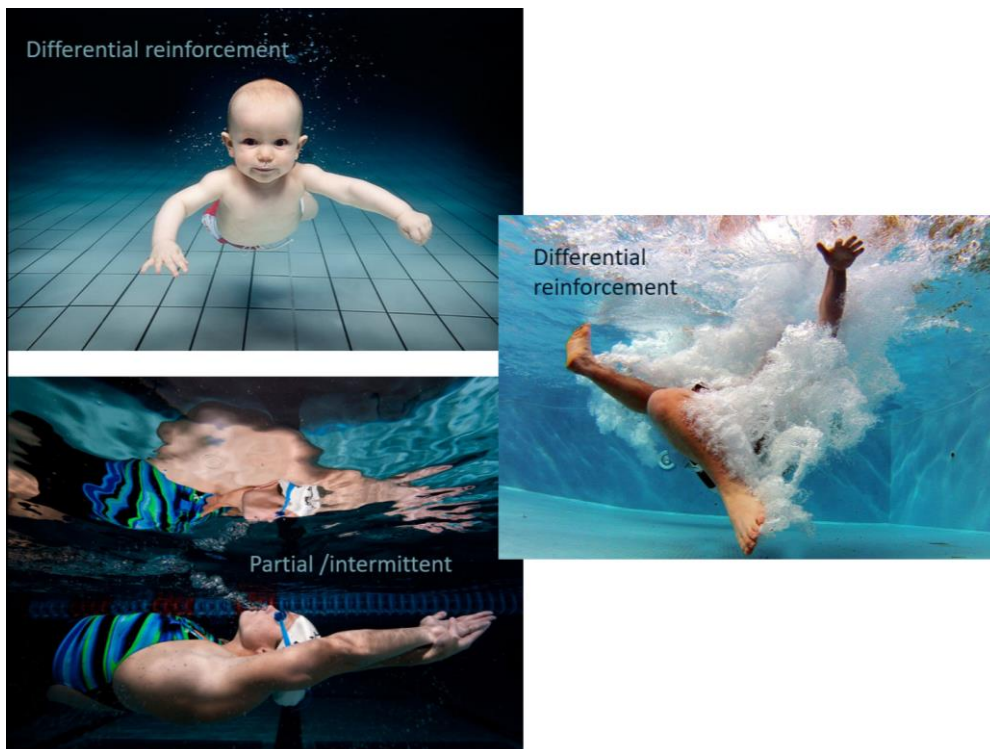 Differential reinforcement
Differential
reinforcement
Partial /intermittent